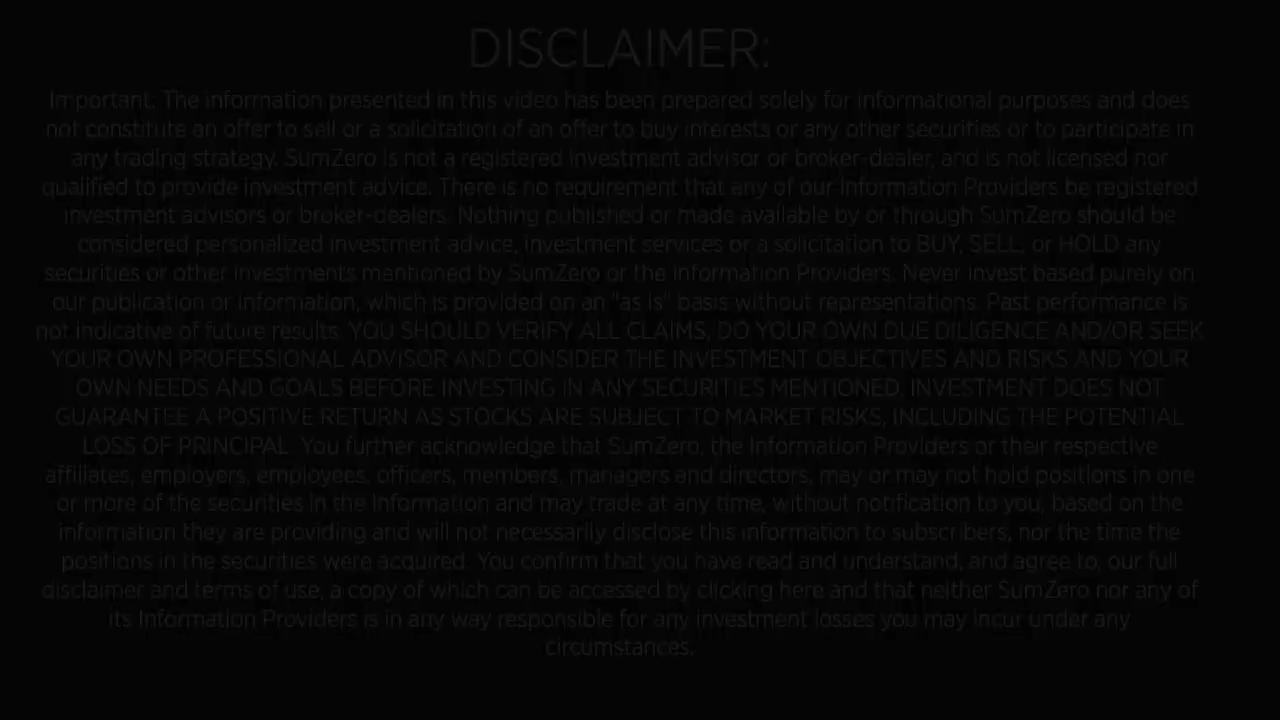 DISCLAIMER:
Important: The information presented in this video has been prepared solely for informational purposes and does
not constitute an offer to sell or a solicitation of an offer to buy interests or any other securities or to participate in
any trading strategy. SumZero is not a registered investment advisor or broker-dealer, and is not licensed nor
qualified to provide investment advice. There is no requirement that any of our Information Providers be registered
investment advisors or broker-dealers. Nothing published or made available by or through SumZero should be
considered personalized investment advice, investment services or a solicitation to BUY, SELL, or HOLD any
securities or other investments mentioned by SumZero or the Information Providers. Never invest based purely on
our publication or information, which is provided on an "as is" basis without representations. Past performance is
not indicative of future results. YOU SHOULD VERIFY ALL CLAIMS, DO YOUR OWN DUE DILIGENCE AND/OR SEEK
YOUR OWN PROFESSIONAL ADVISOR AND CONSIDER THE INVESTMENT OBJECTIVES AND RISKS AND YOUR
OWN NEEDS AND GOALS BEFORE INVESTING IN ANY SECURITIES MENTIONED. INVESTMENT DOES NOT
GUARANTEE A POSITIVE RETURN AS STOCKS ARE SUBJECT TO MARKET RISKS, INCLUDING THE POTENTIAL
LOSS OF PRINCIPAL. You further acknowledge that SumZero, the Information Providers or their respective
affiliates, employers, employees, officers, members, managers and directors, may or may not hold positions in one
or more of the securities in the Information and may trade at any time, without notification to you, based on the
information they are providing and will not necessarily disclose this information to subscribers, nor the time the
positions in the securities were acquired. You confirm that you have read and understand, and agree to, our full
disclaimer and terms of use, a copy of which can be accessed by clicking here and that neither SumZero nor any of
its Information Providers is in any way responsible for any investment losses you may incur under any
circumstances.